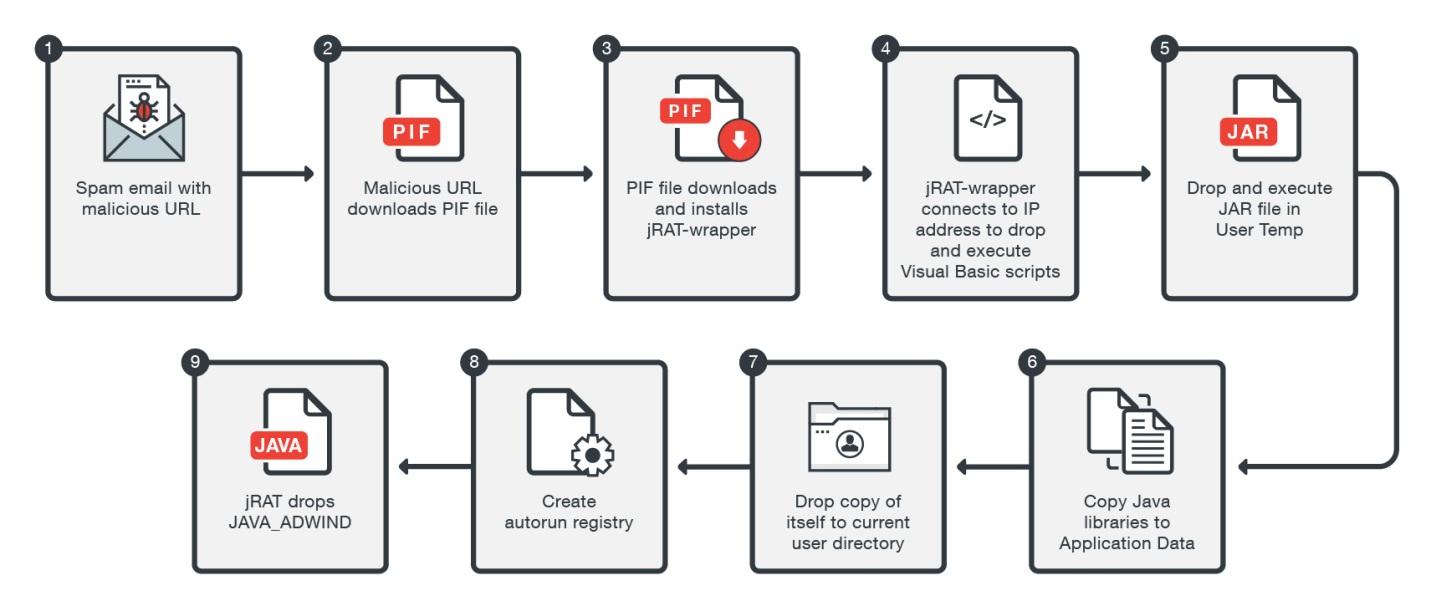 1
Spam email with
malicious URL
2
PIF
Malicious URL
downloads PIF file
3
PIF
PIF file downloads
and installs
jRAT-wrapper
4
</>
jRAT-wrapper
connects to IP
address to drop
and execute
Visual Basic scripts
5
JAR
Drop and execute
JAR file in
User Temp
6
Copy Java
libraries to
Application Data
7
Drop copy of
itself to current
user directory
8
Create
autorun registry
9
JAVA
jRAT drops
JAVA_ADWIND